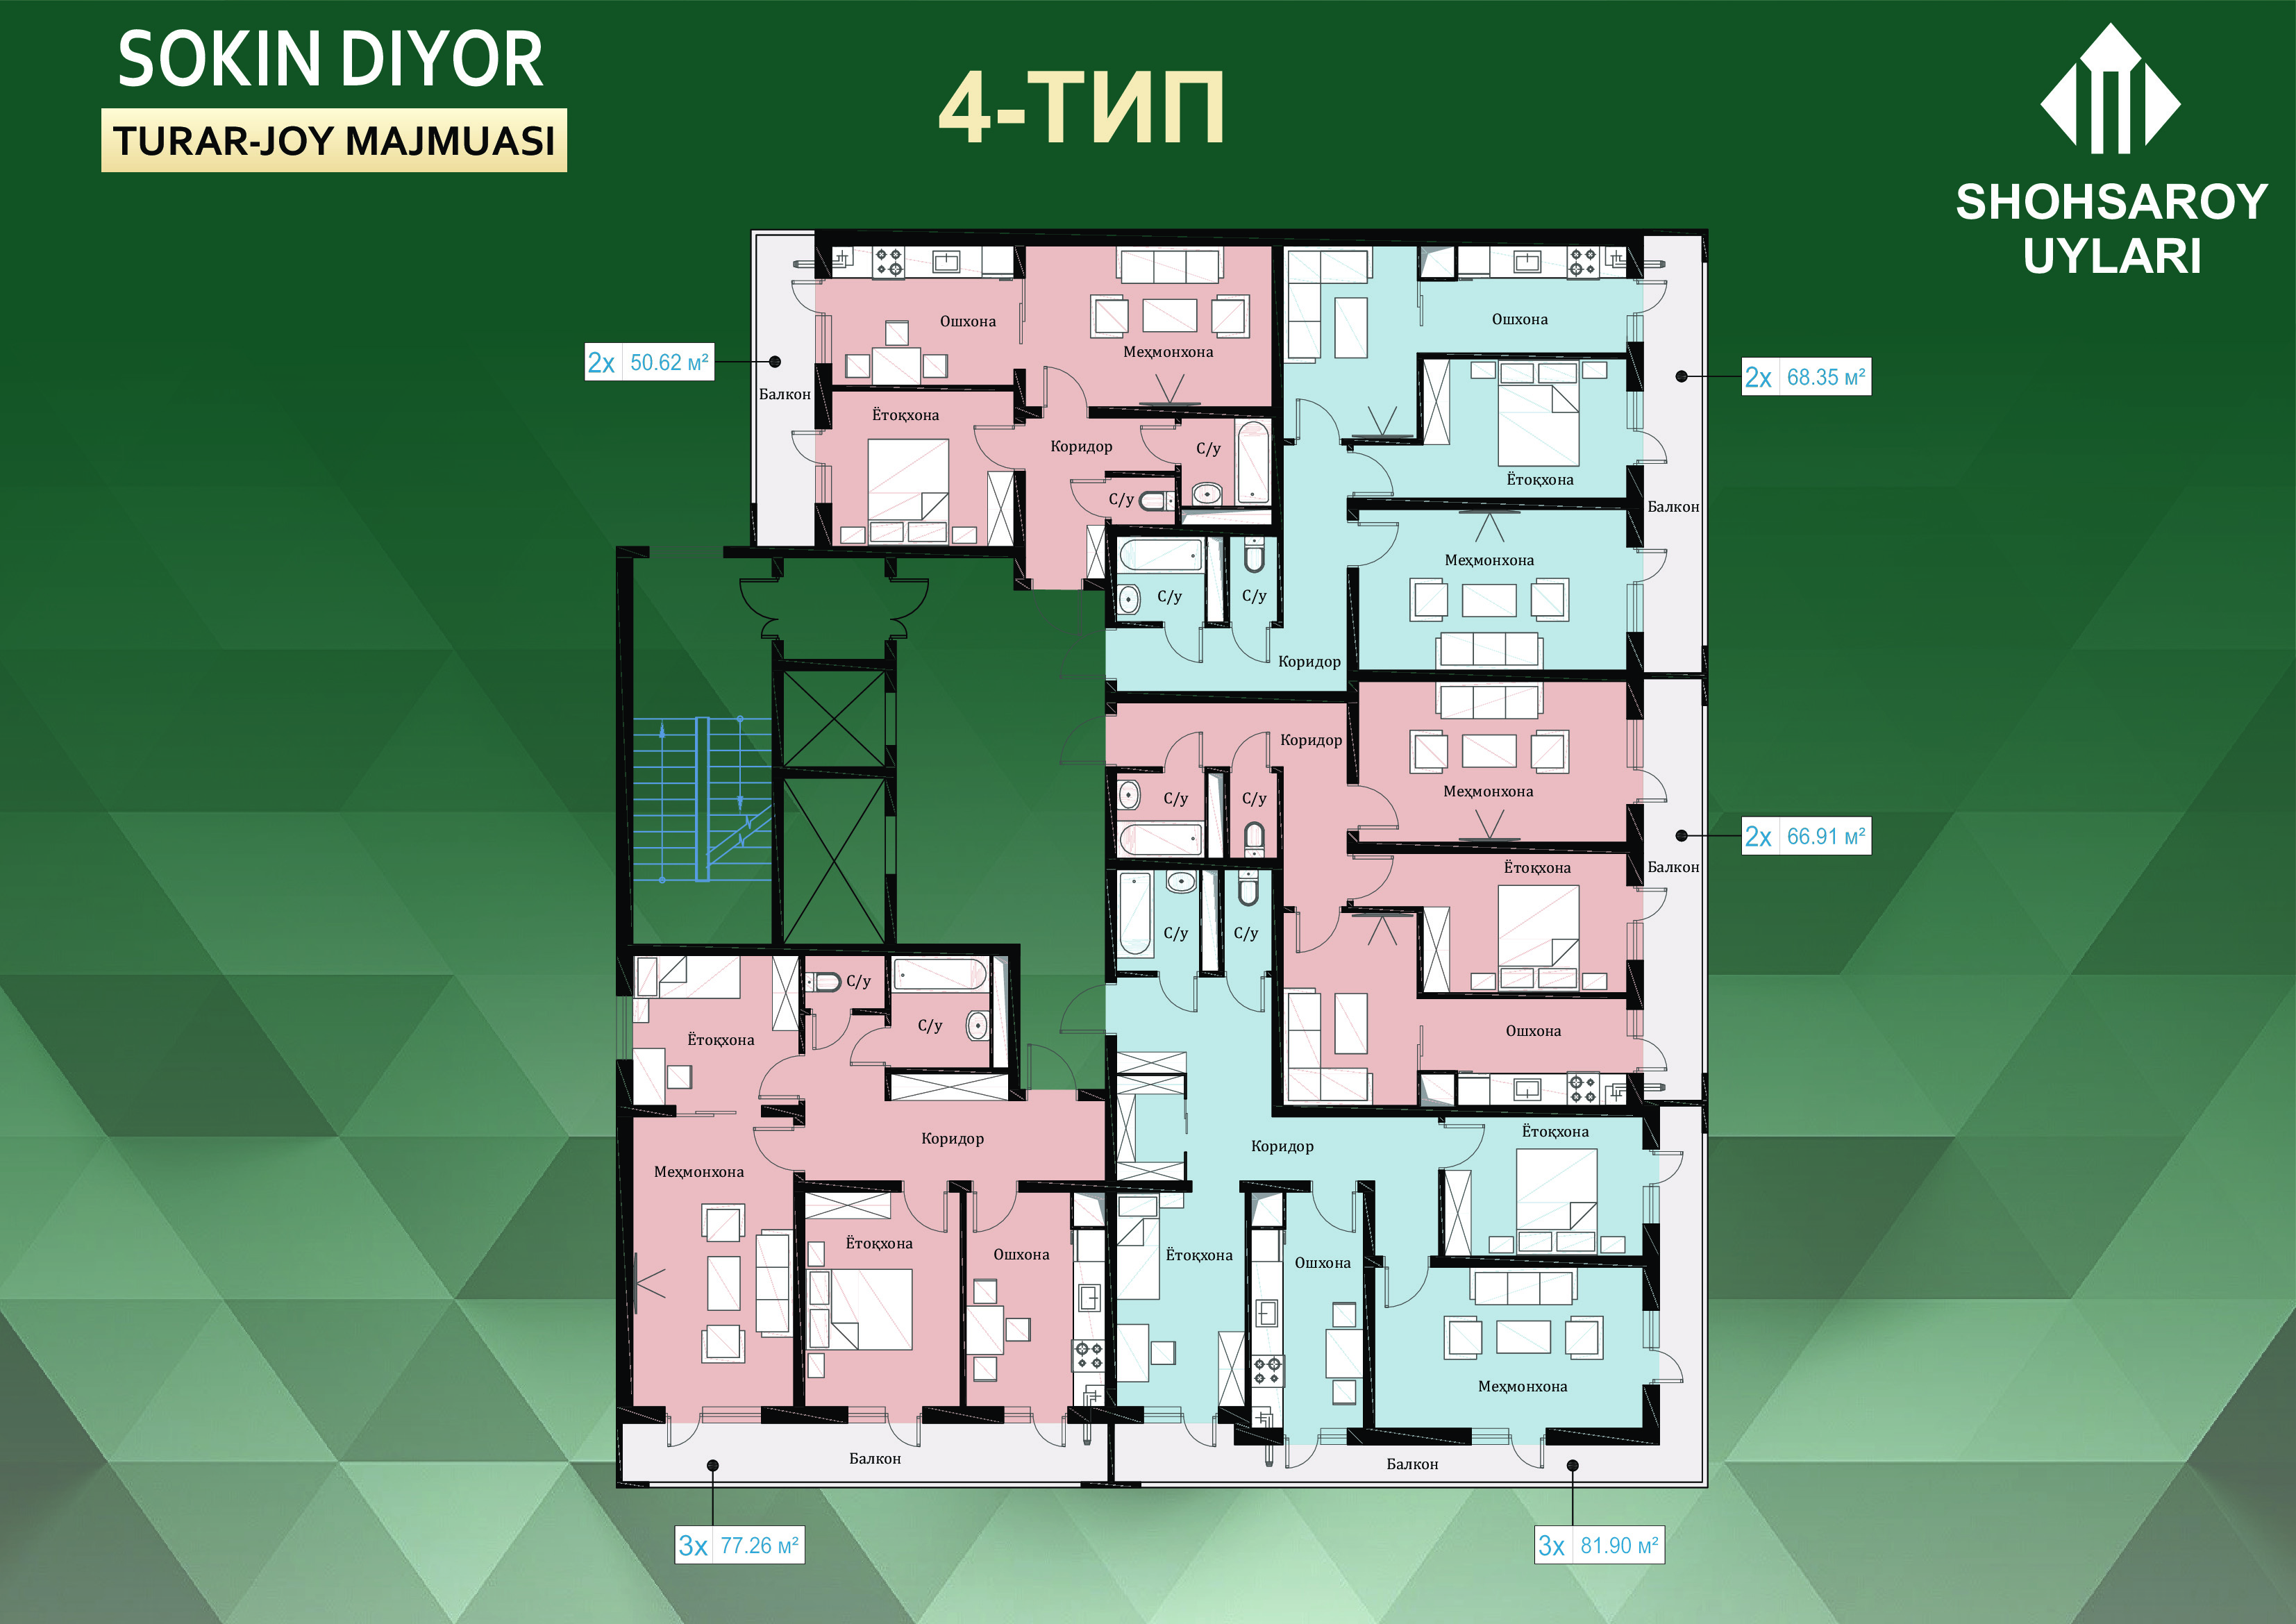 SOKIN DIYOR
TURAR-JOY MAJMUASI
4-ТИП
SHOHSAROY
UYLARI
2x 50.62 м²
Балкон
Ошхона
Меҳмонхона
Ётоқхона
Коридор
С/у
С/у
Ошхона
Ётоқхона
Меҳмонхона
Балкон
2x 68.35 м²
С/у
С/у
Коридор
Коридор
С/у
С/у
Меҳмонхона
Ётоқхона
Ошхона
Балкон
2x 66.91 м²
С/у
С/у
Коридор
Ётоқхона
Ётоқхона
Ошхона
Меҳмонхона
Балкон
3x 81.90 м²
С/у
С/у
Ётоқхона
Коридор
Меҳмонхона
Ётоқхона
Ошхона
Балкон
3x 77.26 м²